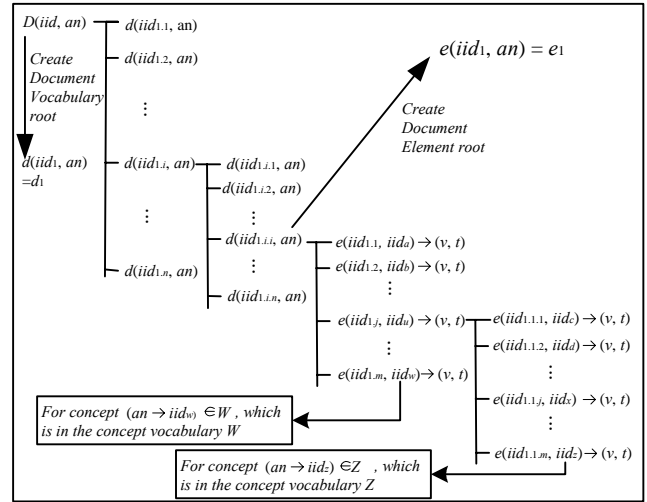 D(iid, an)
d(iid1.1, an)
d(iid1.2, an)
⋮
Create
Document
Vocabulary
root
d(iid1, an)
=d1
d(iid1.i, an)
⋮
d(iid1.n, an)
d(iid1.i.1, an)
d(iid1.i.2, an)
⋮
d(iid1.i.i, an)
⋮
d(iid1.i.n, an)
e(iid1, an) = e1
Create
Document
Element root
e(iid1.1, iida) → (v, t)
e(iid1.2, iidb) → (v, t)
⋮
e(iid1.j, iidu) → (v, t)
⋮
e(iid1.m, iidw) → (v, t)
e(iid1.1.1, iidc) → (v, t)
e(iid1.1.2, iidd) → (v, t)
⋮
e(iid1.1.j, iidx) → (v, t)
⋮
e(iid1.1.m, iidz) → (v, t)
For concept (an → iidw) ∈ W, which
is in the concept vocabulary W
For concept (an → iidz) ∈ Z , which
is in the concept vocabulary Z